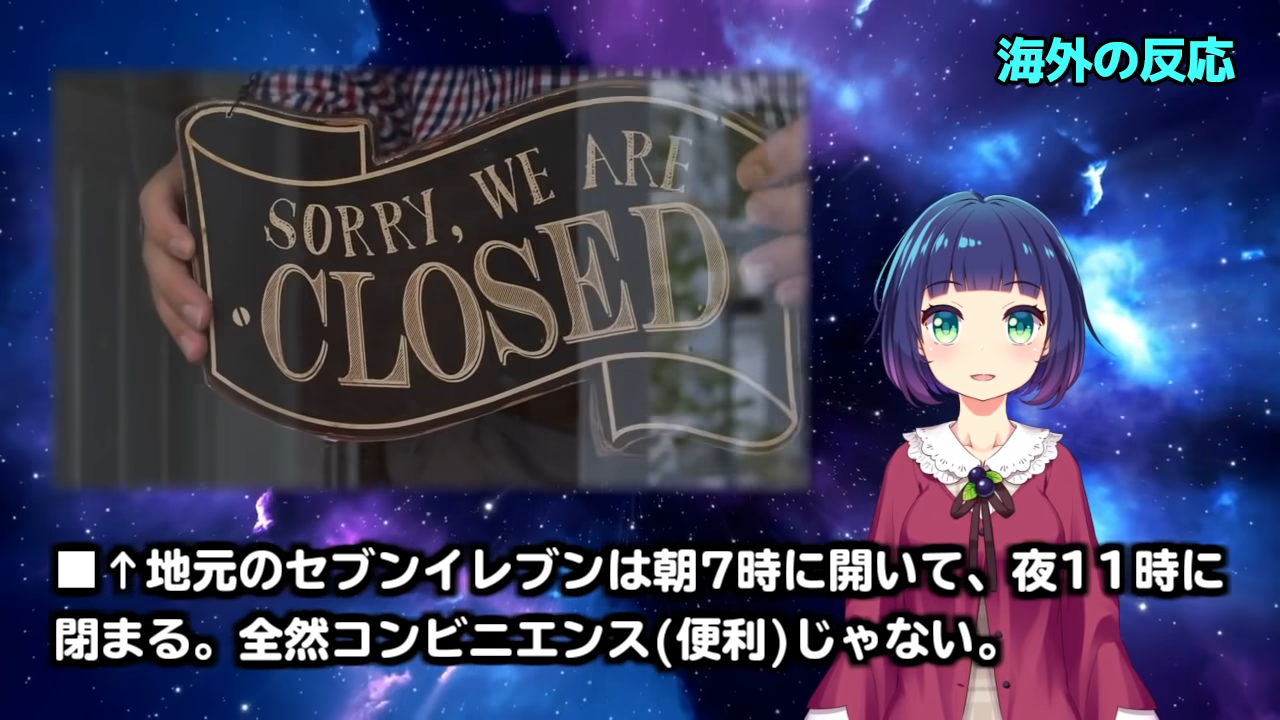 海外の反応
SORRY, WE ARE
CLOSED
■↑地元のセブンイレブンは朝7時に開いて、夜11時に
閉まる。全然コンビニエンス(便利)じゃない。